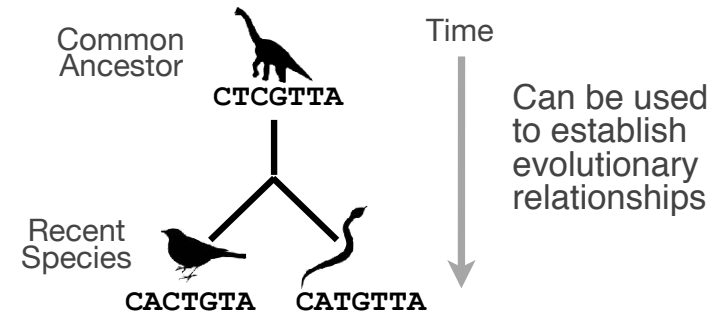 Common
Ancestor
CTCGTTA
Time
Can be used
to establish
evolutionary
relationships
Recent
Species
CACTGTA
CATGTTA